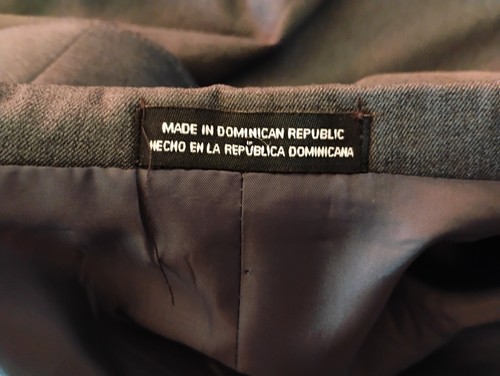 MADE IN DOMINICAN REPUBLIC
HECHO EN LA REPÚBLICA DOMINICANA